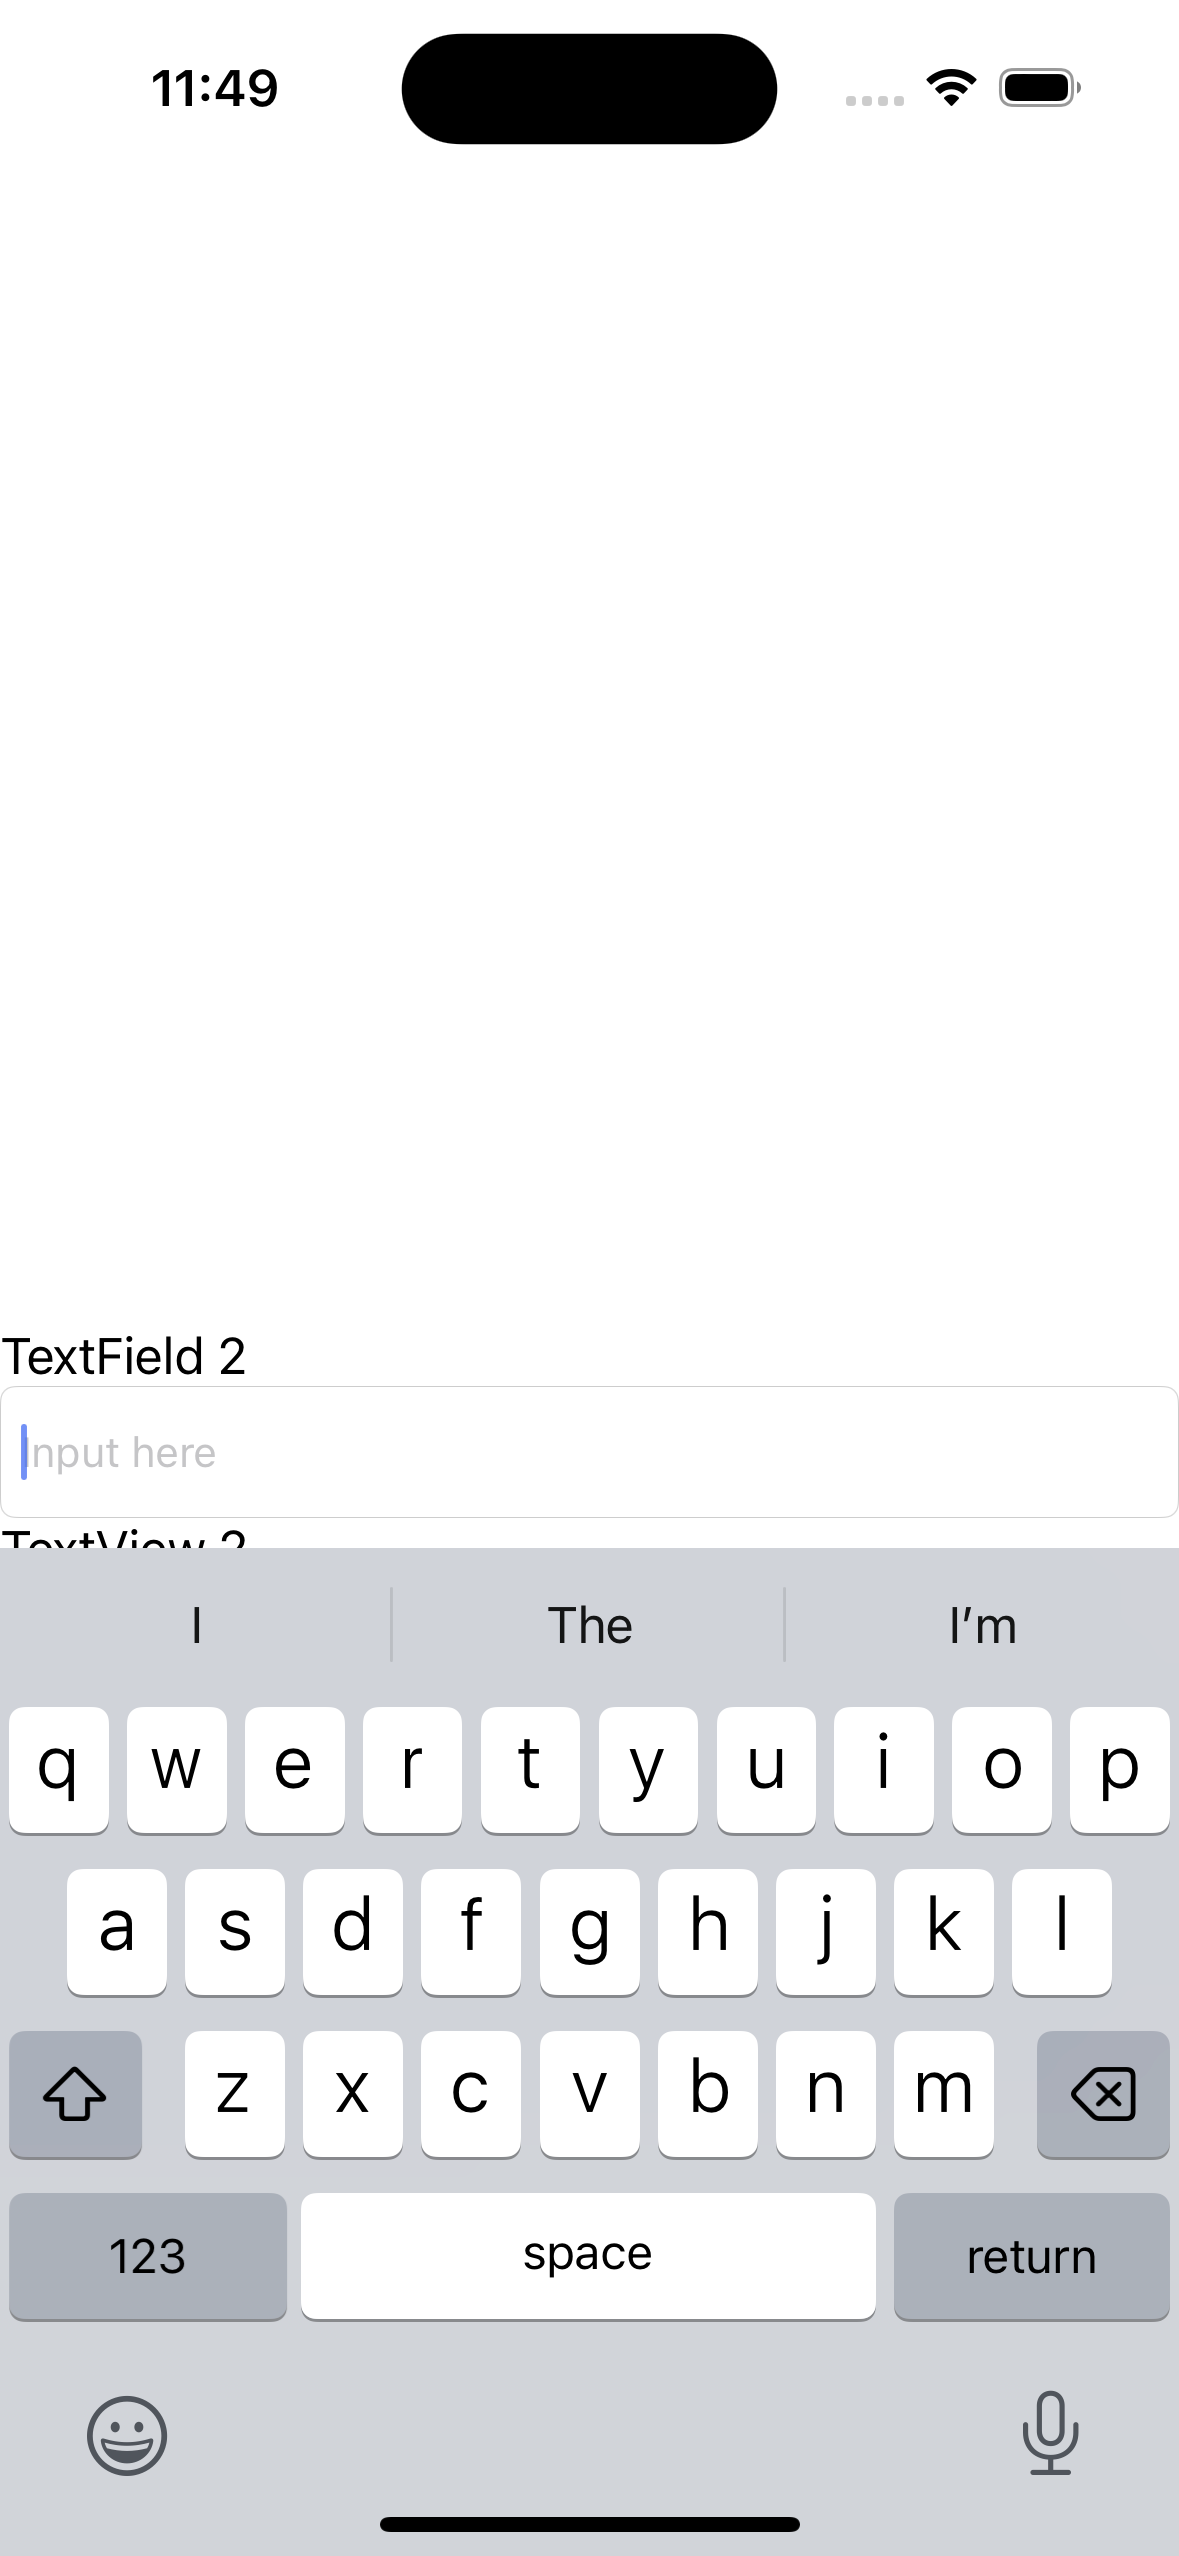 11:49
TextField 2
Input here
TextView 2
I The I’m
q w e r t y u i o p
a s d f g h j k l
z x c v b n m
123 space return